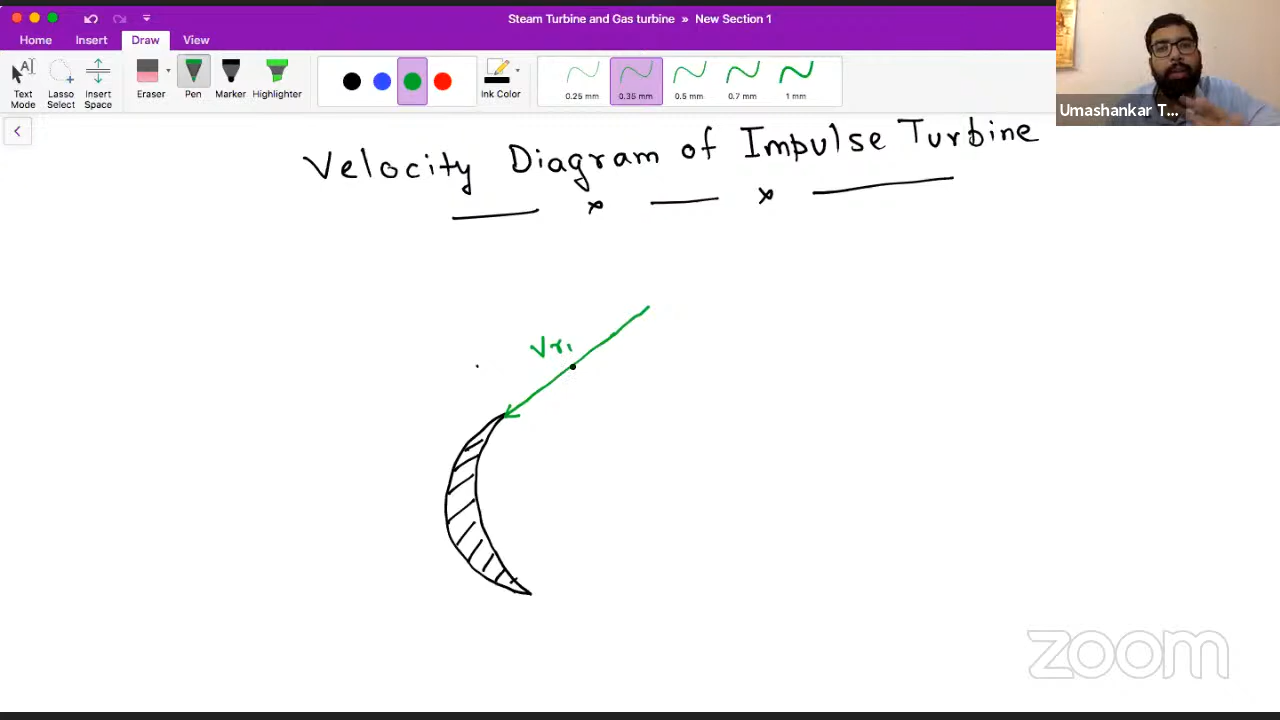 Steam Turbine and Gas turbine » New Section 1
Home Insert Draw View
Text Mode
Lasso Select
Insert Space
Eraser
Pen
Marker
Highlighter
Ink Color
0.25 mm
0.35 mm
0.5 mm
0.7 mm
1 mm
Umashankar T...
Velocity Diagram of Impulse Turbine
Vr1
zoom